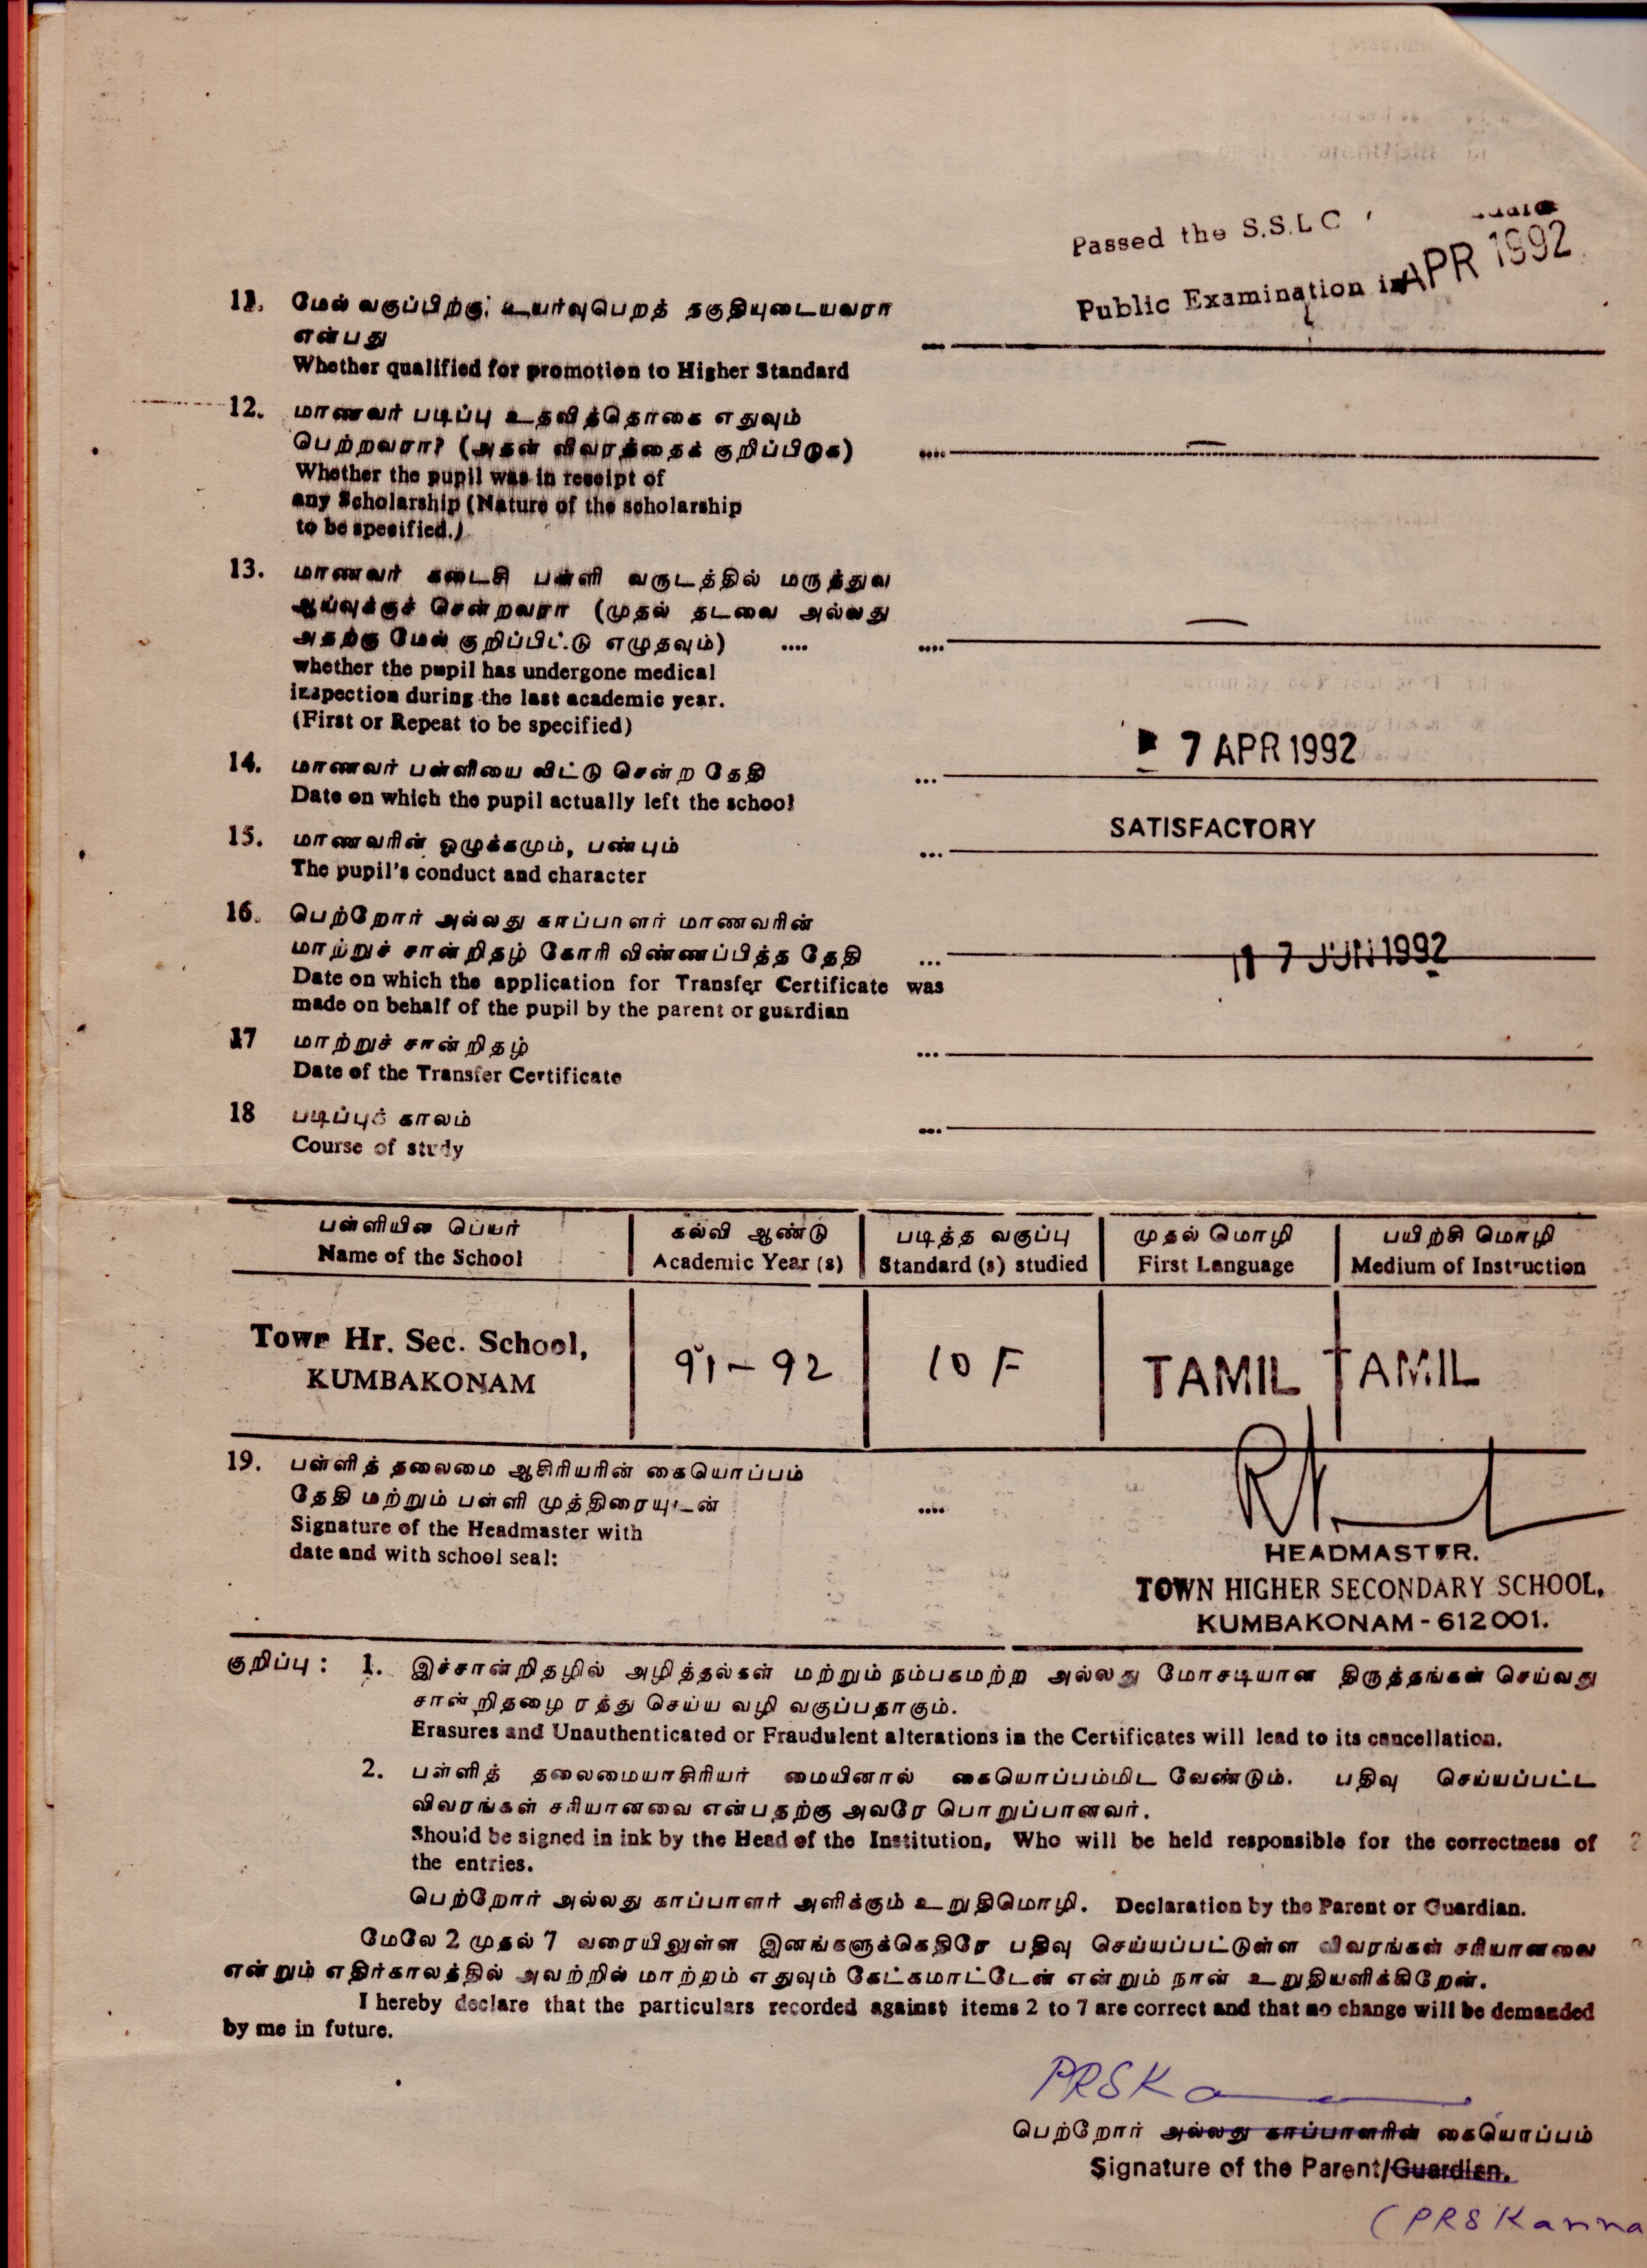 Passed the S.S.L.C
Public Examination in APR 1992
11. மேல் வகுப்பிற்கு உயர்வுபெறத் தகுதியுடையவரா
என்பது
Whether qualified for promotion to Higher Standard
12. மாணவர் படிப்பு உதவித்தொகை எதுவும்
பெற்றவரா? (அதன் விவரத்தைக் குறிப்பிடுக) ....
Whether the pupil was in receipt of
any Scholarship (Nature of the scholarship
to be specified.)
13. மாணவர் கடைசி பள்ளி வருடத்தில் மருத்துவ
ஆய்வுக்குச் சென்றவரா (முதல் தடவை அல்லது
அதற்கு மேல் குறிப்பிட்டு எழுதவும்) .... ....
whether the pupil has undergone medical
inspection during the last academic year.
(First or Repeat to be specified)
7 APR 1992
14. மாணவர் பள்ளியை விட்டு சென்ற தேதி ...
Date on which the pupil actually left the school
SATISFACTORY
15. மாணவரின் ஒழுக்கமும், பண்பும் ...
The pupil's conduct and character
16. பெற்றோர் அல்லது காப்பாளர் மாணவரின்
மாற்றுச் சான்றிதழ் கோரி விண்ணப்பித்த தேதி ... 17 JUN 1992
Date on which the application for Transfer Certificate was
made on behalf of the pupil by the parent or guardian
17 மாற்றுச் சான்றிதழ் ...
Date of the Transfer Certificate
18 படிப்புக் காலம் ...
Course of study
பள்ளியின் பெயர் கல்வி ஆண்டு படித்த வகுப்பு முதல் மொழி பயிற்சி மொழி
Name of the School Academic Year (s) Standard (s) studied First Language Medium of Instruction
Town Hr. Sec. School, 91-92 10 F TAMIL TAMIL
KUMBAKONAM
19. பள்ளித் தலைமை ஆசிரியரின் கையொப்பம்
தேதி மற்றும் பள்ளி முத்திரையுடன் ....
Signature of the Headmaster with
date and with school seal:
HEADMASTER.
TOWN HIGHER SECONDARY SCHOOL,
KUMBAKONAM - 612001.
குறிப்பு : 1. இச்சான்றிதழில் அழித்தல்கள் மற்றும் நம்பகமற்ற அல்லது மோசடியான திருத்தங்கள் செய்வது
சான்றிதழை ரத்து செய்ய வழி வகுப்பதாகும்.
Erasures and Unauthenticated or Fraudulent alterations in the Certificates will lead to its cancellation.
2. பள்ளித் தலைமையாசிரியர் மையினால் கையொப்பம்மிட வேண்டும். பதிவு செய்யப்பட்ட
விவரங்கள் சரியானவை என்பதற்கு அவரே பொறுப்பானவர்.
Should be signed in ink by the Head of the Institution, Who will be held responsible for the correctness of
the entries.
பெற்றோர் அல்லது காப்பாளர் அளிக்கும் உறுதிமொழி. Declaration by the Parent or Guardian.
மேலே 2 முதல் 7 வரையிலுள்ள இனங்களுக்கெதிரே பதிவு செய்யப்பட்டுள்ள விவரங்கள் சரியானவை
என்றும் எதிர்காலத்தில் அவற்றில் மாற்றம் எதுவும் கேட்கமாட்டேன் என்றும் நான் உறுதியளிக்கிறேன்.
I hereby declare that the particulars recorded against items 2 to 7 are correct and that no change will be demanded
by me in future.
PRSKa
பெற்றோர் அல்லது காப்பாளரின் கையொப்பம்
Signature of the Parent/Guardian.
(PRS Kanna